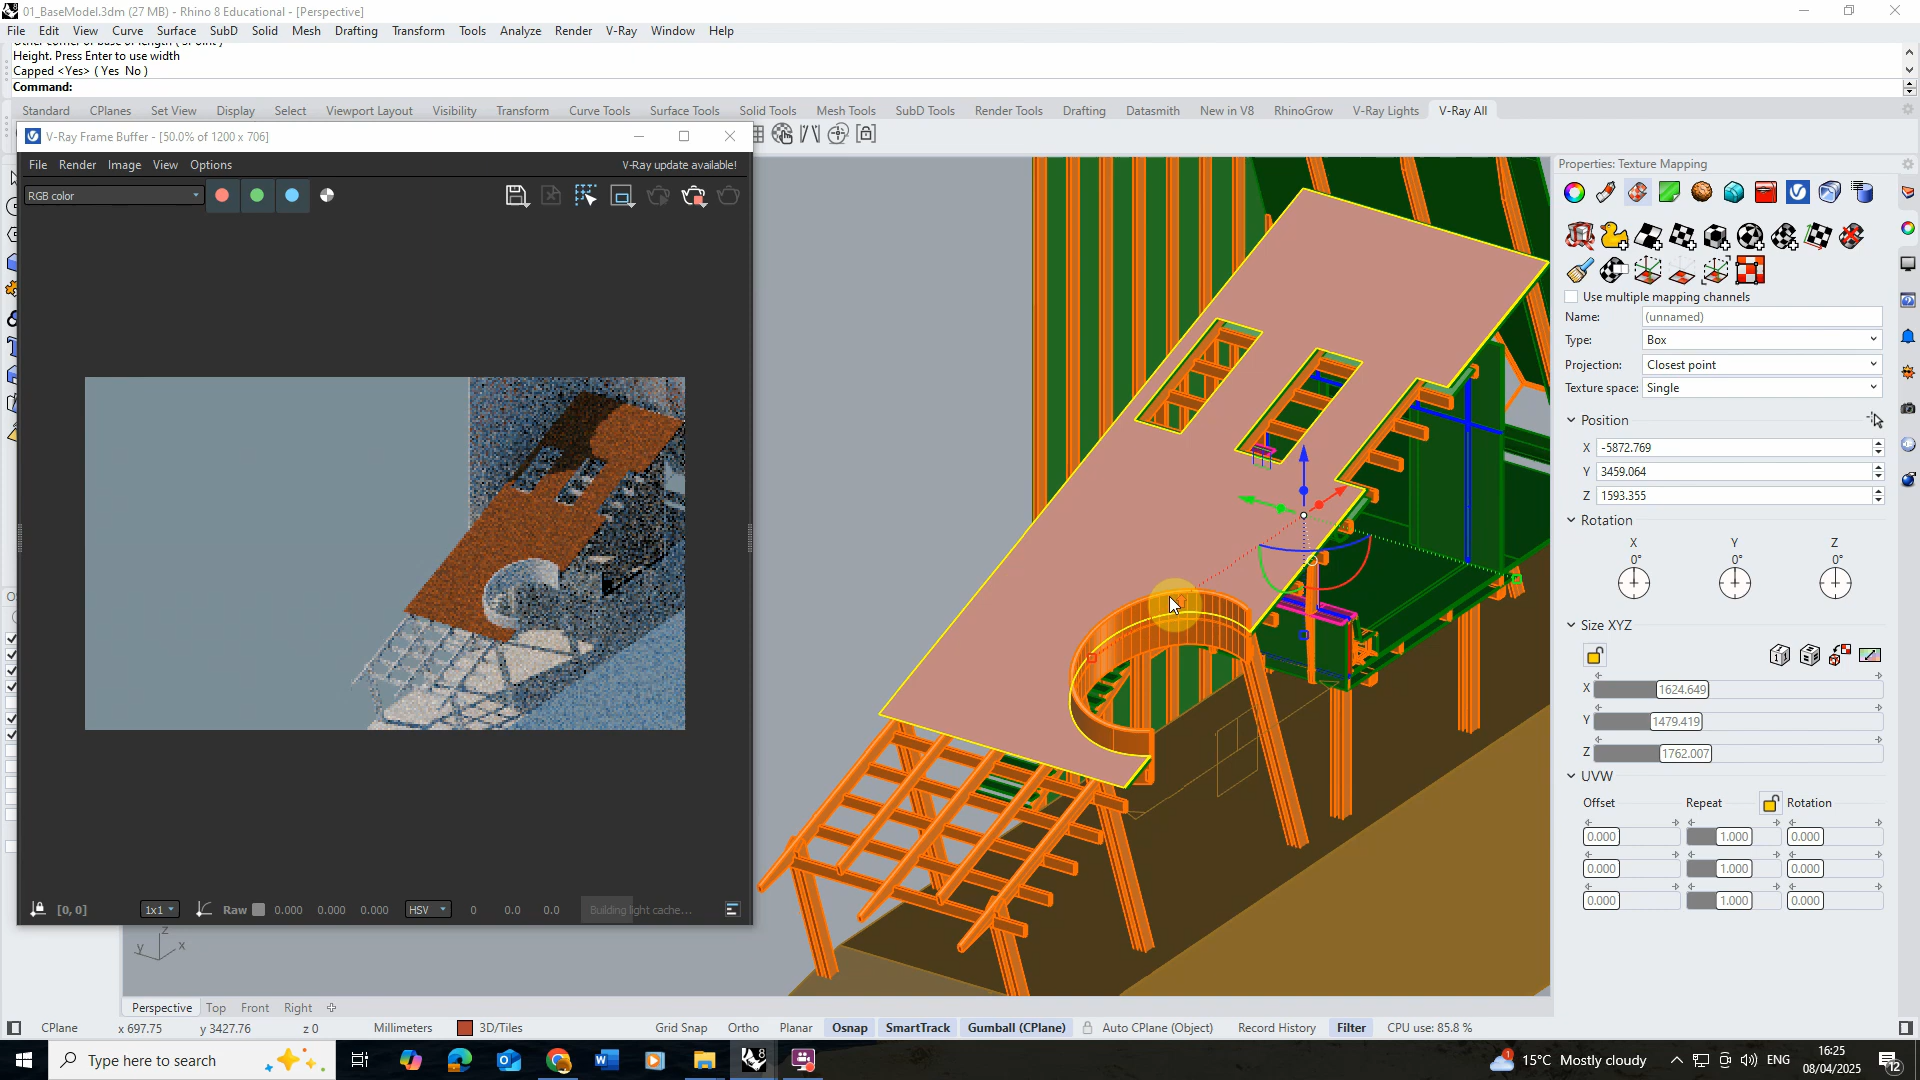 01_BaseModel.3dm (27 MB) - Rhino 8 Educational - [Perspective]
File Edit View Curve Surface SubD Solid Mesh Drafting Transform Tools Analyze Render V-Ray Window Help
Height. Press Enter to use width
Capped <Yes> ( Yes No )
Command:
Standard CPlanes Set View Display Select Viewport Layout Visibility Transform Curve Tools Surface Tools Solid Tools Mesh Tools SubD Tools Render Tools Drafting Datasmith New in V8 RhinoGrow V-Ray Lights V-Ray All
V-Ray Frame Buffer - [50.0% of 1200 x 706]
File Render Image View Options V-Ray update available!
RGB color
[0, 0] 1x1 Raw 0.000 0.000 0.000 HSV 0 0.0 0.0 Building light cache...
Properties: Texture Mapping
Use multiple mapping channels
Name: (unnamed)
Type: Box
Projection: Closest point
Texture space: Single
Position
X -5872.769
Y 3459.064
Z 1593.355
Rotation
X Y Z
0° 0° 0°
Size XYZ
X 1624.649
Y 1479.419
Z 1762.007
UVW
Offset Repeat Rotation
0.000 1.000 0.000
0.000 1.000 0.000
0.000 1.000 0.000
z
y x
Perspective Top Front Right
CPlane x 697.75 y 3427.76 z 0 Millimeters 3D/Tiles Grid Snap Ortho Planar Osnap SmartTrack Gumball (CPlane) Auto CPlane (Object) Record History Filter CPU use: 85.8 %
Type here to search
15°C Mostly cloudy ENG
16:25
08/04/2025
12